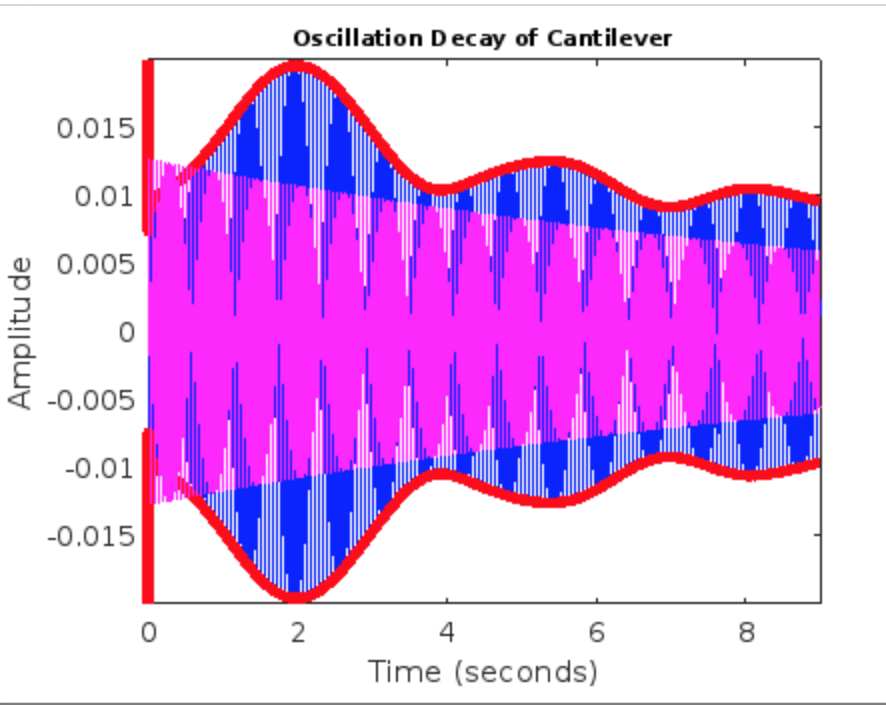 Oscillation Decay of Cantilever
0.015
0.01
0.005
0
-0.005
-0.01
-0.015
Amplitude
0 2 4 6 8
Time (seconds)